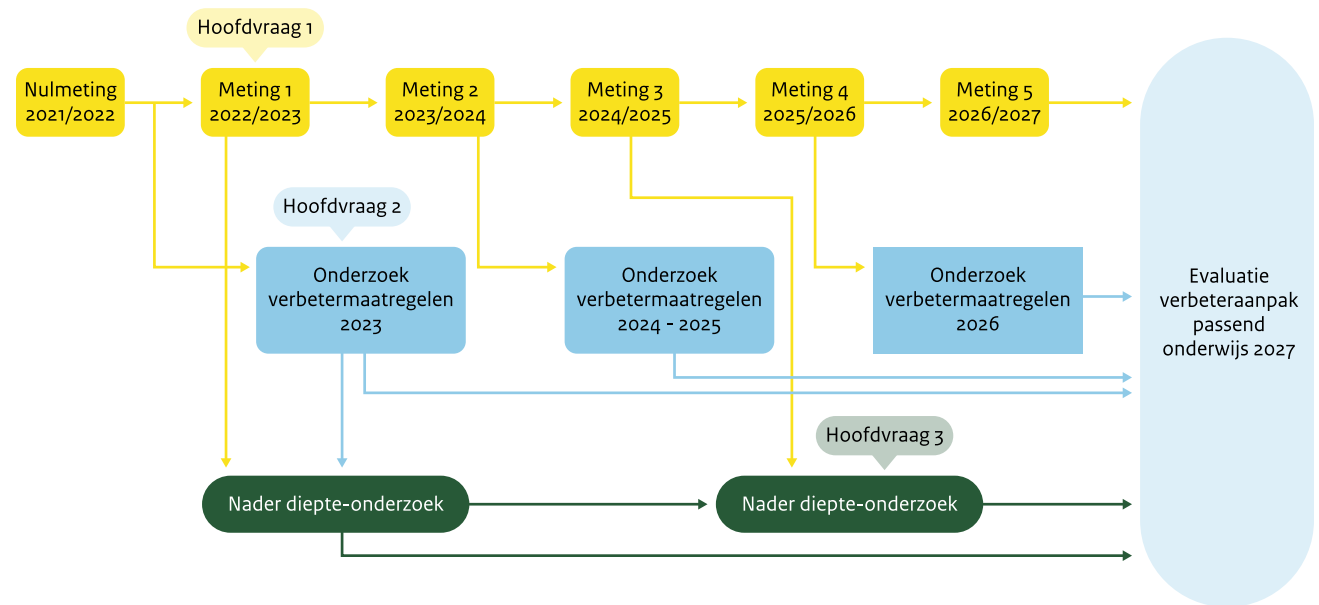 Hoofdvraag 1
Nulmeting
2021/2022
Meting 1
2022/2023
Meting 2
2023/2024
Meting 3
2024/2025
Meting 4
2025/2026
Meting 5
2026/2027
Hoofdvraag 2
Onderzoek
verbetermaatregelen
2023
Onderzoek
verbetermaatregelen
2024 - 2025
Onderzoek
verbetermaatregelen
2026
Evaluatie
verbeteraanpak
passend
onderwijs 2027
Hoofdvraag 3
Nader diepte-onderzoek
Nader diepte-onderzoek